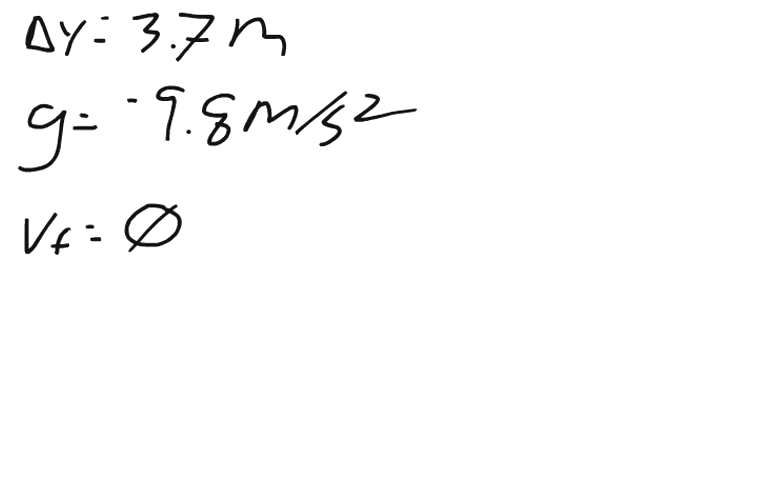 Δy = 3.7 m
g = -9.8 m/s²
Vf = Ø